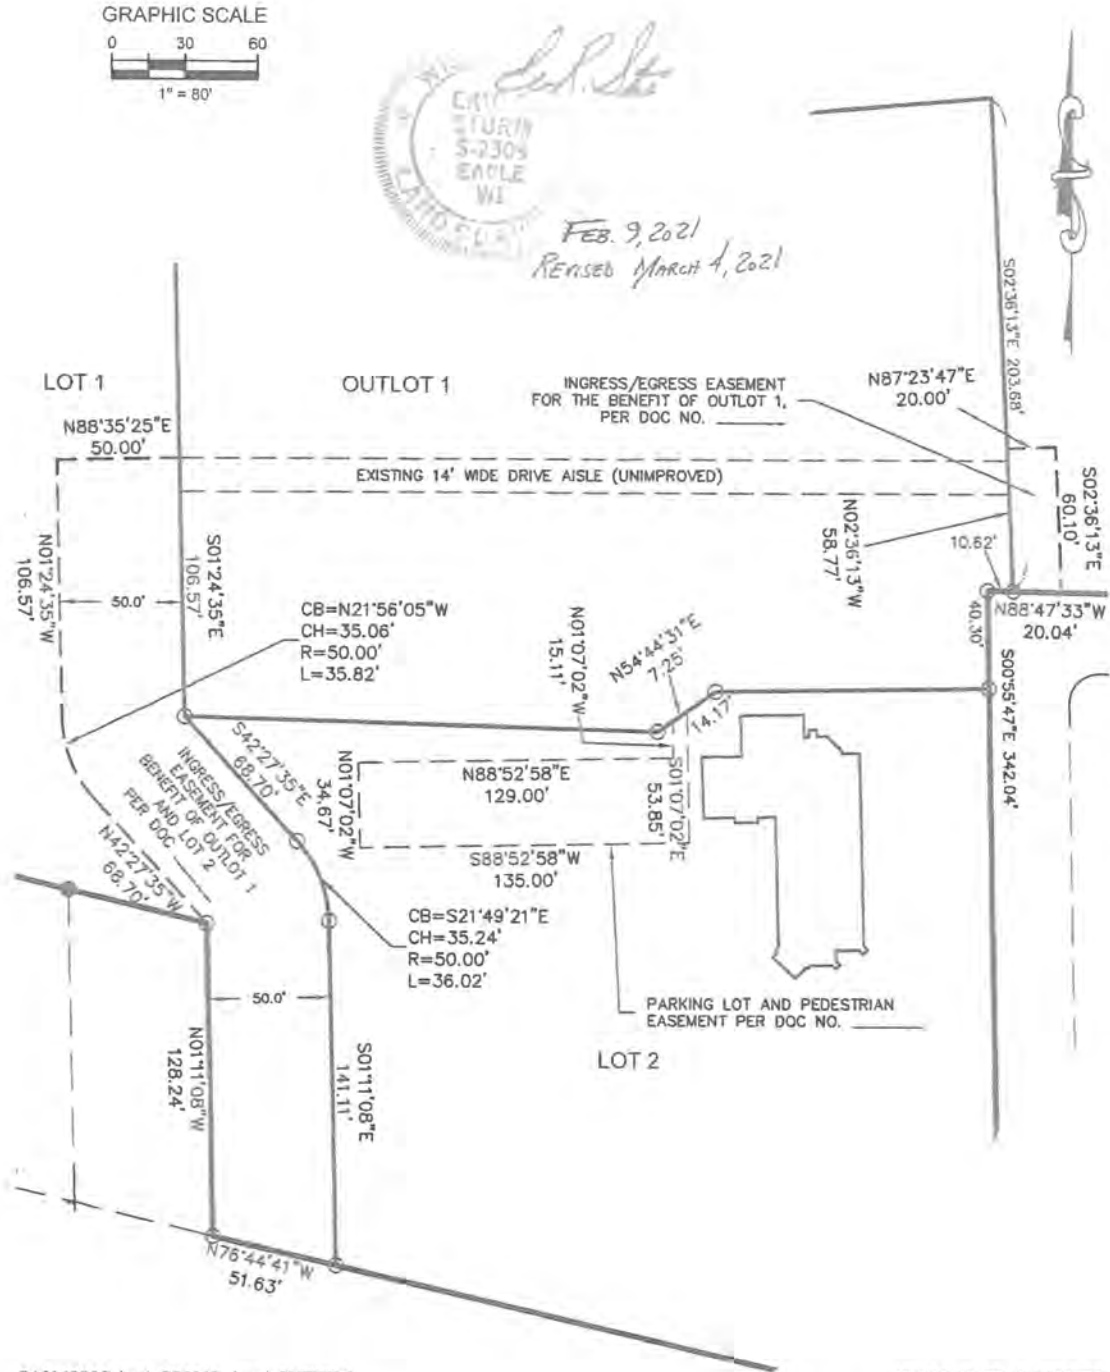 GRAPHIC SCALE
0 30 60
1" = 80'
STURM
S-2309
EAGLE
WI
LAND SUR
FEB. 9, 2021
REVISED MARCH 4, 2021
LOT 1
OUTLOT 1
INGRESS/EGRESS EASEMENT
FOR THE BENEFIT OF OUTLOT 1,
PER DOC NO.
N87°23'47"E
20.00'
S02°36'13"E 203.68'
N88°35'25"E
50.00'
EXISTING 14' WIDE DRIVE AISLE (UNIMPROVED)
S02°36'13"E
60.10'
N02°36'13"W
58.77'
10.62'
N88°47'33"W
20.04'
40.30'
N01°24'35"W
106.57'
50.0'
S01°24'35"E
106.57'
CB=N21°56'05"W
CH=35.06'
R=50.00'
L=35.82'
N01°07'02"W
15.11'
N54°44'31"E
7.25'
14.17'
S00°55'47"E 342.04'
S42°27'35"E
68.70'
INGRESS/EGRESS
EASEMENT FOR
BENEFIT OF OUTLOT 1
AND LOT 2
PER DOC
N42°27'35"W
68.70'
N01°07'02"W
34.67'
N88°52'58"E
129.00'
S01°07'02"E
53.85'
S88°52'58"W
135.00'
CB=S21°49'21"E
CH=35.24'
R=50.00'
L=36.02'
50.0'
PARKING LOT AND PEDESTRIAN
EASEMENT PER DOC NO.
LOT 2
N01°11'08"W
128.24'
S01°11'08"E
141.11'
N76°44'41"W
51.63'